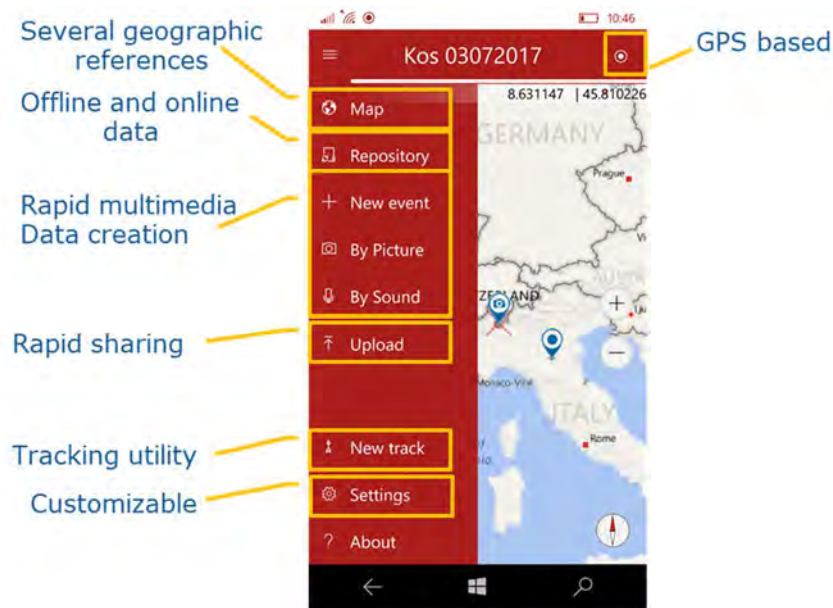 Several geographic
references
Offline and online
data
Rapid multimedia
Data creation
Rapid sharing
Tracking utility
Customizable
10:46
Kos 03072017
GPS based
8.631147 | 45.810226
Map
Repository
New event
By Picture
By Sound
Upload
New track
Settings
? About
GERMANY
Prague
ZERLAND
Monaco-Ville
ITALY
Rome